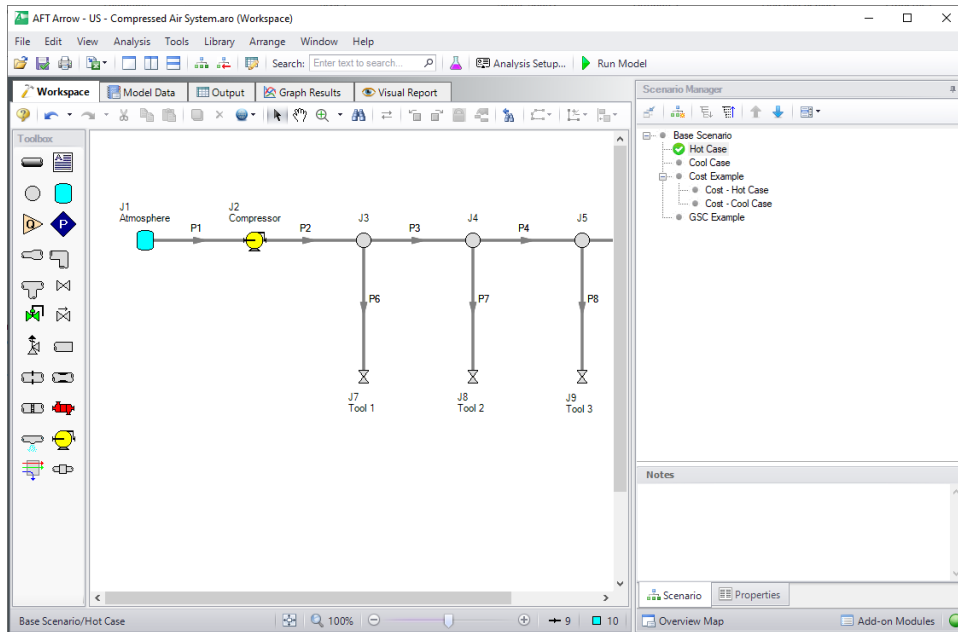 AFT Arrow - US - Compressed Air System.aro (Workspace)
File Edit View Analysis Tools Library Arrange Window Help
Search: Enter text to search... Analysis Setup... Run Model
Workspace Model Data Output Graph Results Visual Report
Scenario Manager
Toolbox
Base Scenario
Hot Case
Cool Case
Cost Example
Cost - Hot Case
Cost - Cool Case
GSC Example
J1
Atmosphere
J2
Compressor
J3
J4
J5
P1
P2
P3
P4
Q
P
P6
P7
P8
J7
Tool 1
J8
Tool 2
J9
Tool 3
Notes
Scenario Properties
Base Scenario/Hot Case 100% 9 10 Overview Map Add-on Modules